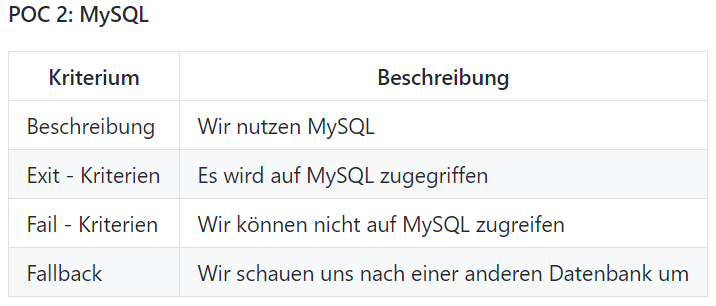 POC 2: MySQL
Kriterium Beschreibung
Beschreibung Wir nutzen MySQL
Exit - Kriterien Es wird auf MySQL zugegriffen
Fail - Kriterien Wir können nicht auf MySQL zugreifen
Fallback Wir schauen uns nach einer anderen Datenbank um